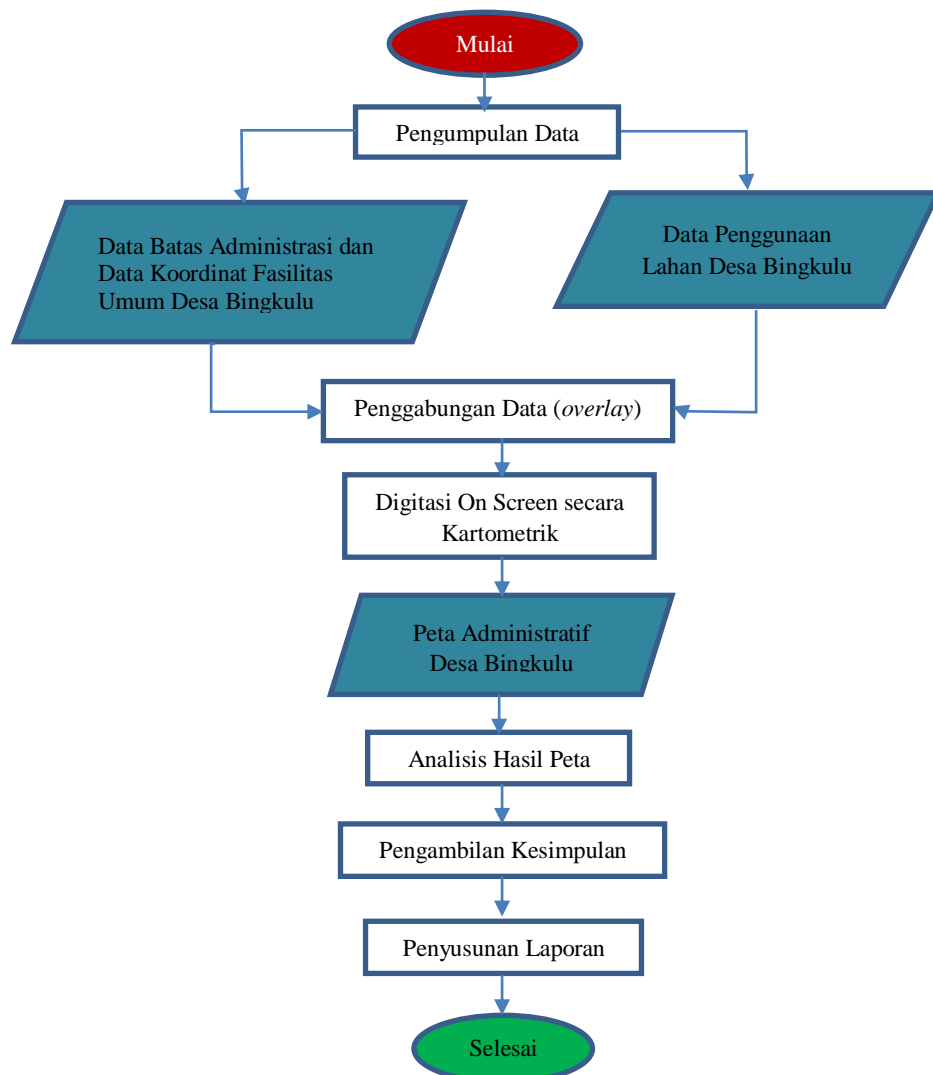 Mulai
Pengumpulan Data
Data Batas Administrasi dan
Data Koordinat Fasilitas
Umum Desa Bingkulu
Data Penggunaan
Lahan Desa Bingkulu
Penggabungan Data (overlay)
Digitasi On Screen secara
Kartometrik
Peta Administratif
Desa Bingkulu
Analisis Hasil Peta
Pengambilan Kesimpulan
Penyusunan Laporan
Selesai